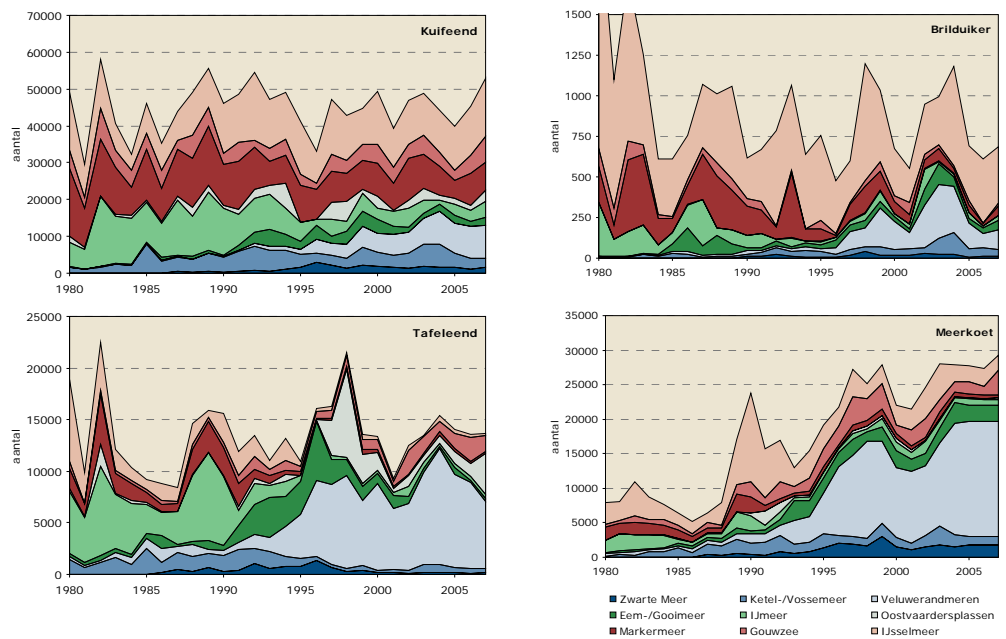 Kuifeend
aantal
70000
60000
50000
40000
30000
20000
10000
0
1980 1985 1990 1995 2000 2005
Brilduiker
aantal
1500
1250
1000
750
500
250
0
1980 1985 1990 1995 2000 2005
Tafeleend
aantal
25000
20000
15000
10000
5000
0
1980 1985 1990 1995 2000 2005
Meerkoet
aantal
35000
30000
25000
20000
15000
10000
5000
0
1980 1985 1990 1995 2000 2005
Zwarte Meer Ketel-/Vossemeer Veluwerandmeren
Eem-/Gooimeer IJmeer Oostvaardersplassen
Markermeer Gouwzee IJsselmeer